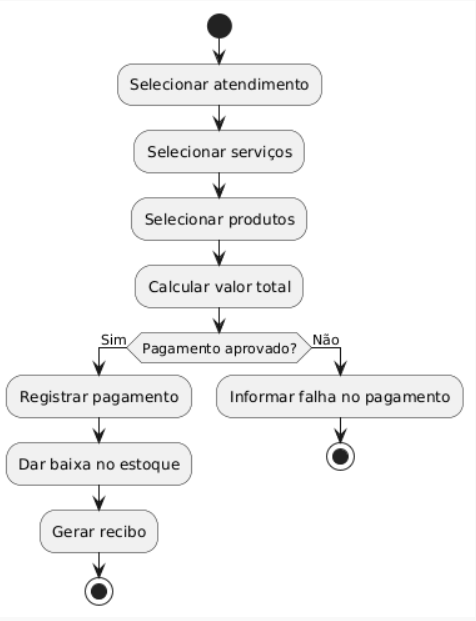 Selecionar atendimento
Selecionar serviços
Selecionar produtos
Calcular valor total
Sim
Pagamento aprovado?
Não
Registrar pagamento
Informar falha no pagamento
Dar baixa no estoque
Gerar recibo